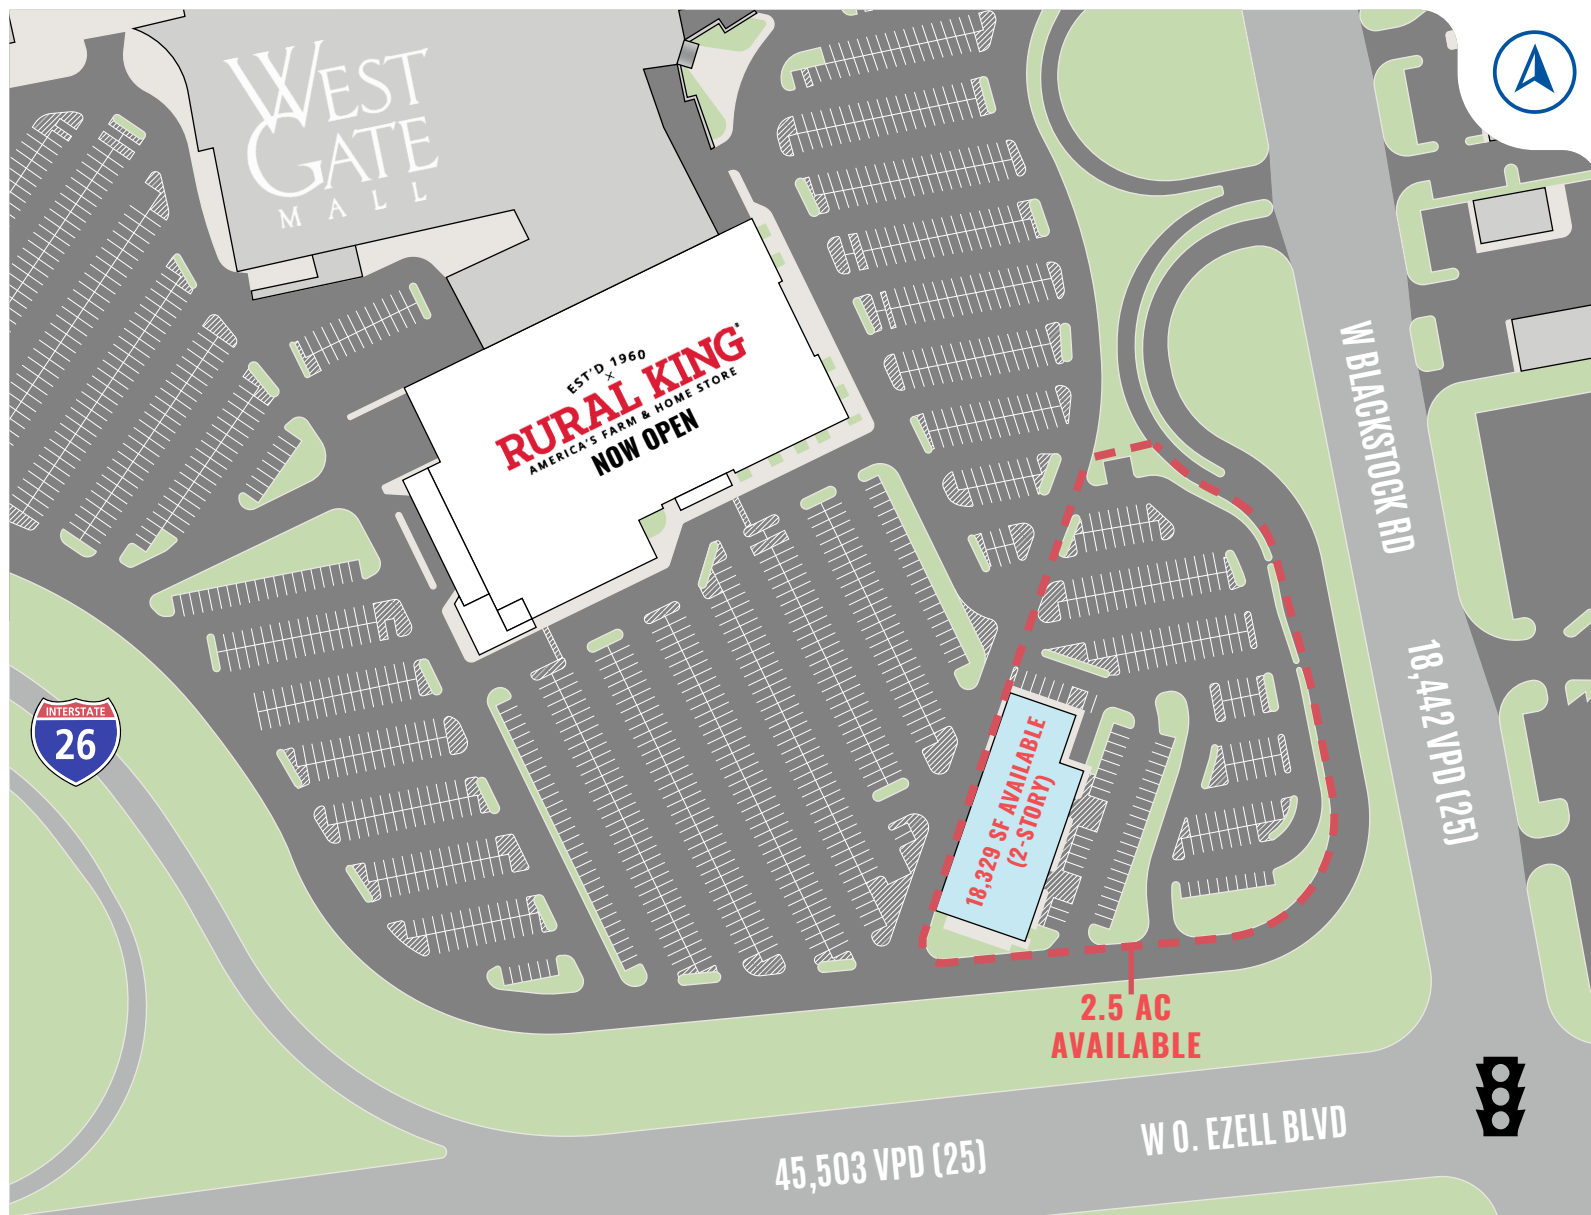 WEST
GATE
MALL
EST'D 1960
RURAL KING
AMERICA'S FARM & HOME STORE
NOW OPEN
W BLACKSTOCK RD
18,442 VPD (25)
INTERSTATE
26
18,329 SF AVAILABLE
(2-STORY)
2.5 AC
AVAILABLE
W O. EZELL BLVD
45,503 VPD (25)